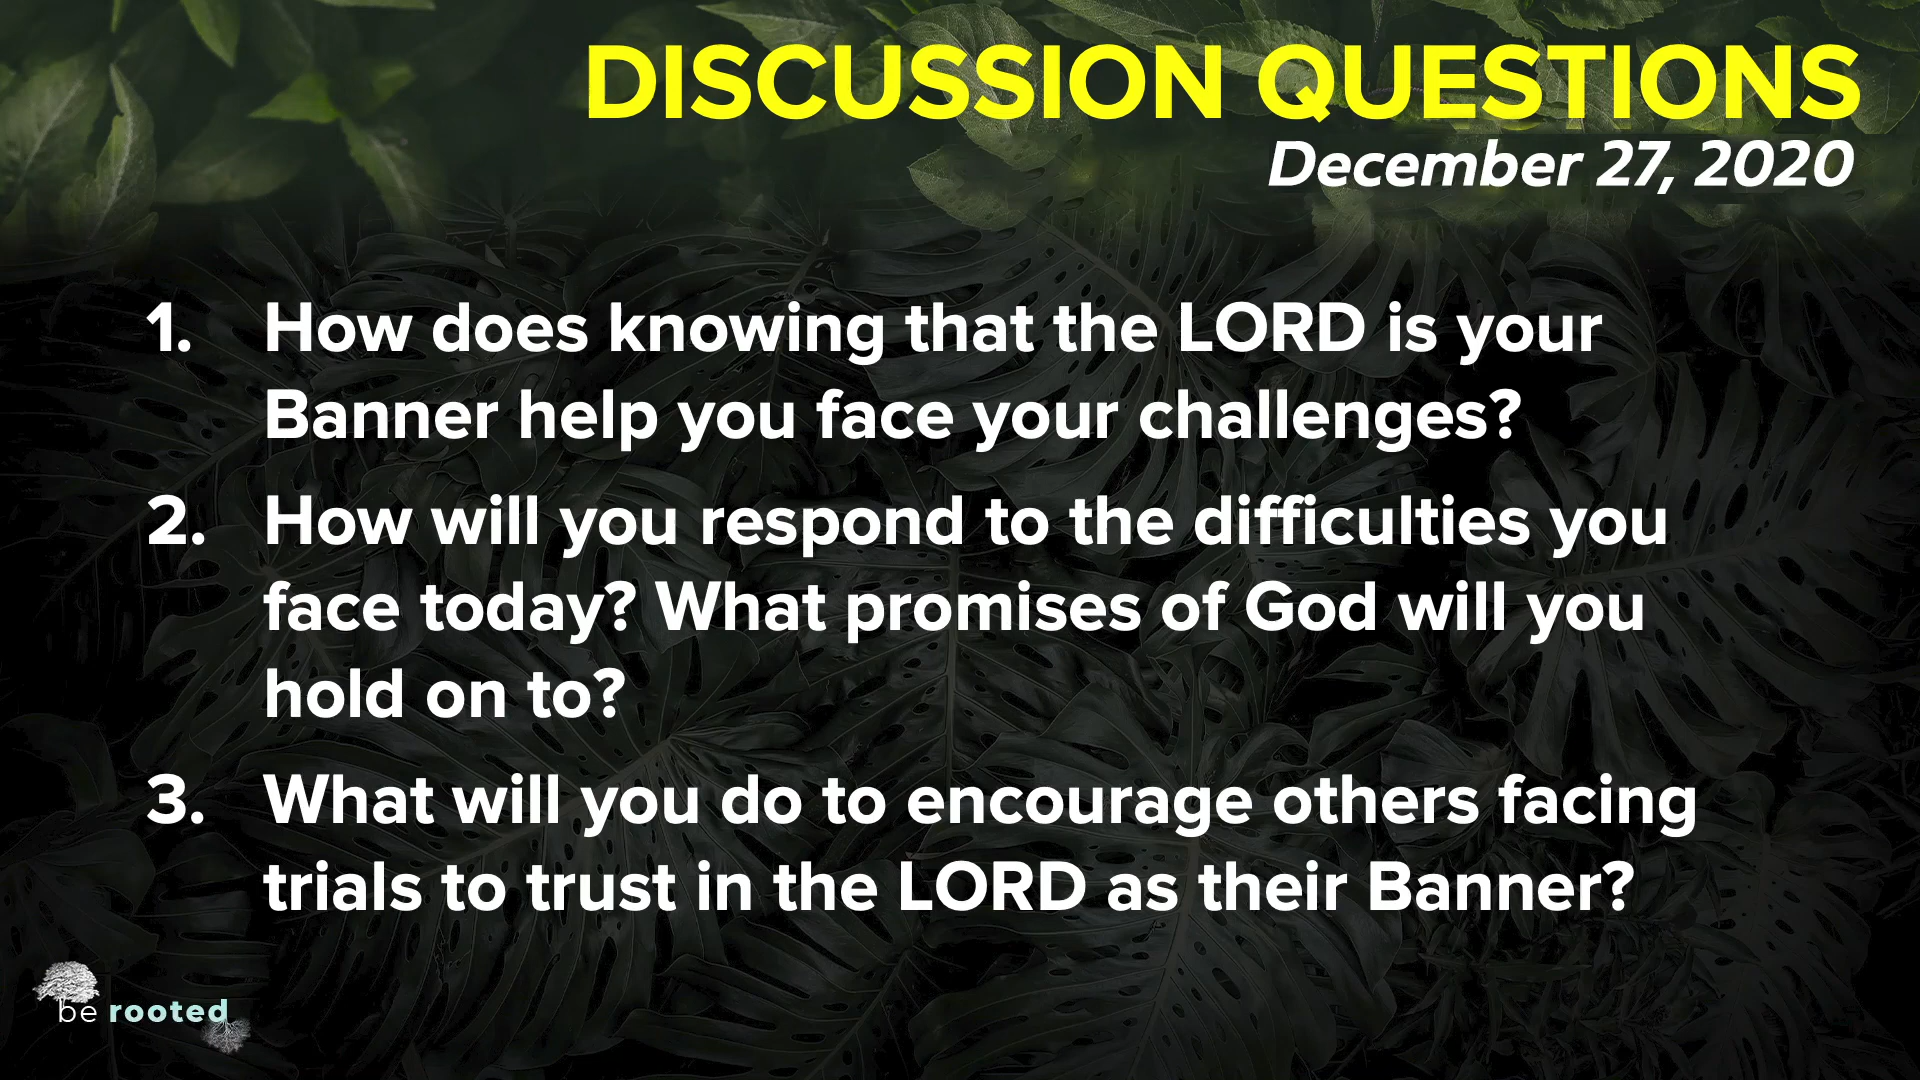 DISCUSSION QUESTIONS
December 27, 2020
1. How does knowing that the LORD is your
Banner help you face your challenges?
2. How will you respond to the difficulties you
face today? What promises of God will you
hold on to?
3. What will you do to encourage others facing
trials to trust in the LORD as their Banner?
be rooted